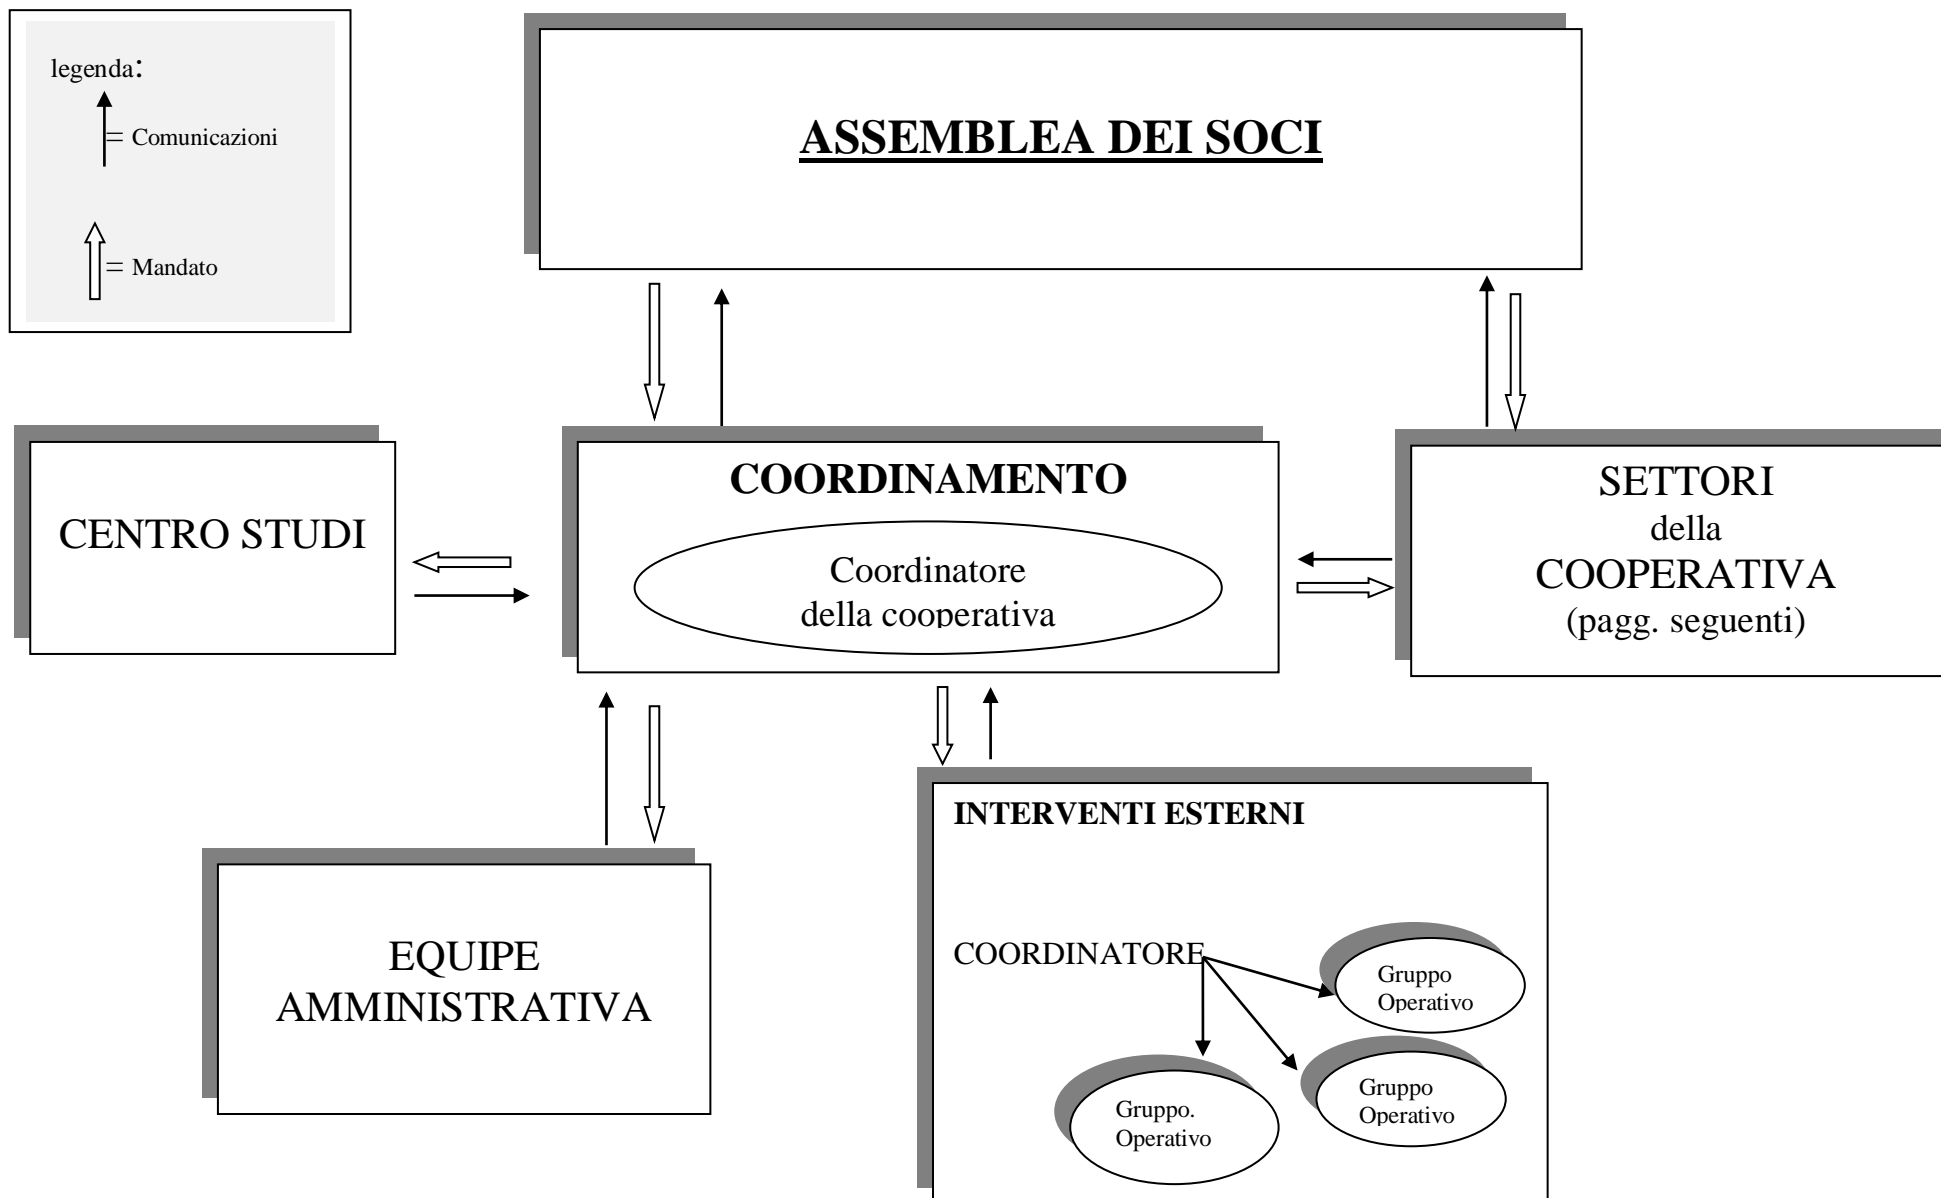 legenda:
= Comunicazioni
= Mandato
ASSEMBLEA DEI SOCI
CENTRO STUDI
COORDINAMENTO
Coordinatore
della cooperativa
SETTORI
della
COOPERATIVA
(pagg. seguenti)
EQUIPE
AMMINISTRATIVA
INTERVENTI ESTERNI
COORDINATORE
Gruppo
Operativo
Gruppo
Operativo
Gruppo.
Operativo